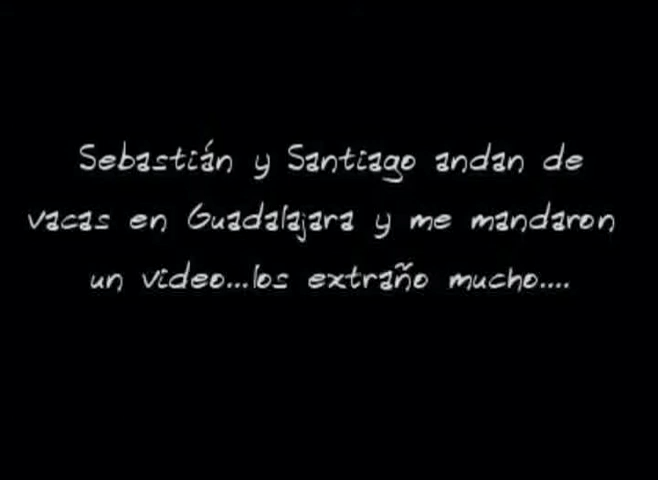 Sebastián y Santiago andan de
vacas en Guadalajara y me mandaron
un video...los extraño mucho....